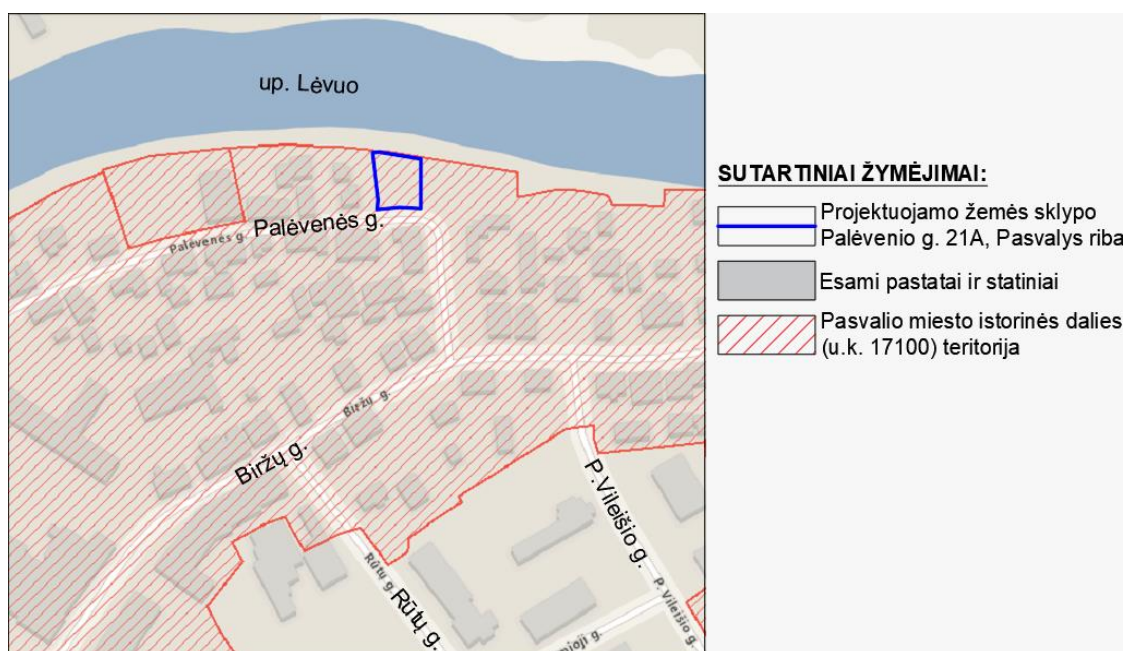 up. Lėvuo
Palėvenės g.
Palėvenės g.
Biržų g.
Biržų g.
Rūtų g.
Rūtų g.
P.Vileišio g.
P. Vileišio g.
mioji g.
SUTARTINIAI ŽYMĖJIMAI:
Projektuojamo žemės sklypo
Palėvenio g. 21A, Pasvalys riba
Esami pastatai ir statiniai
Pasvalio miesto istorinės dalies
(u.k. 17100) teritorija